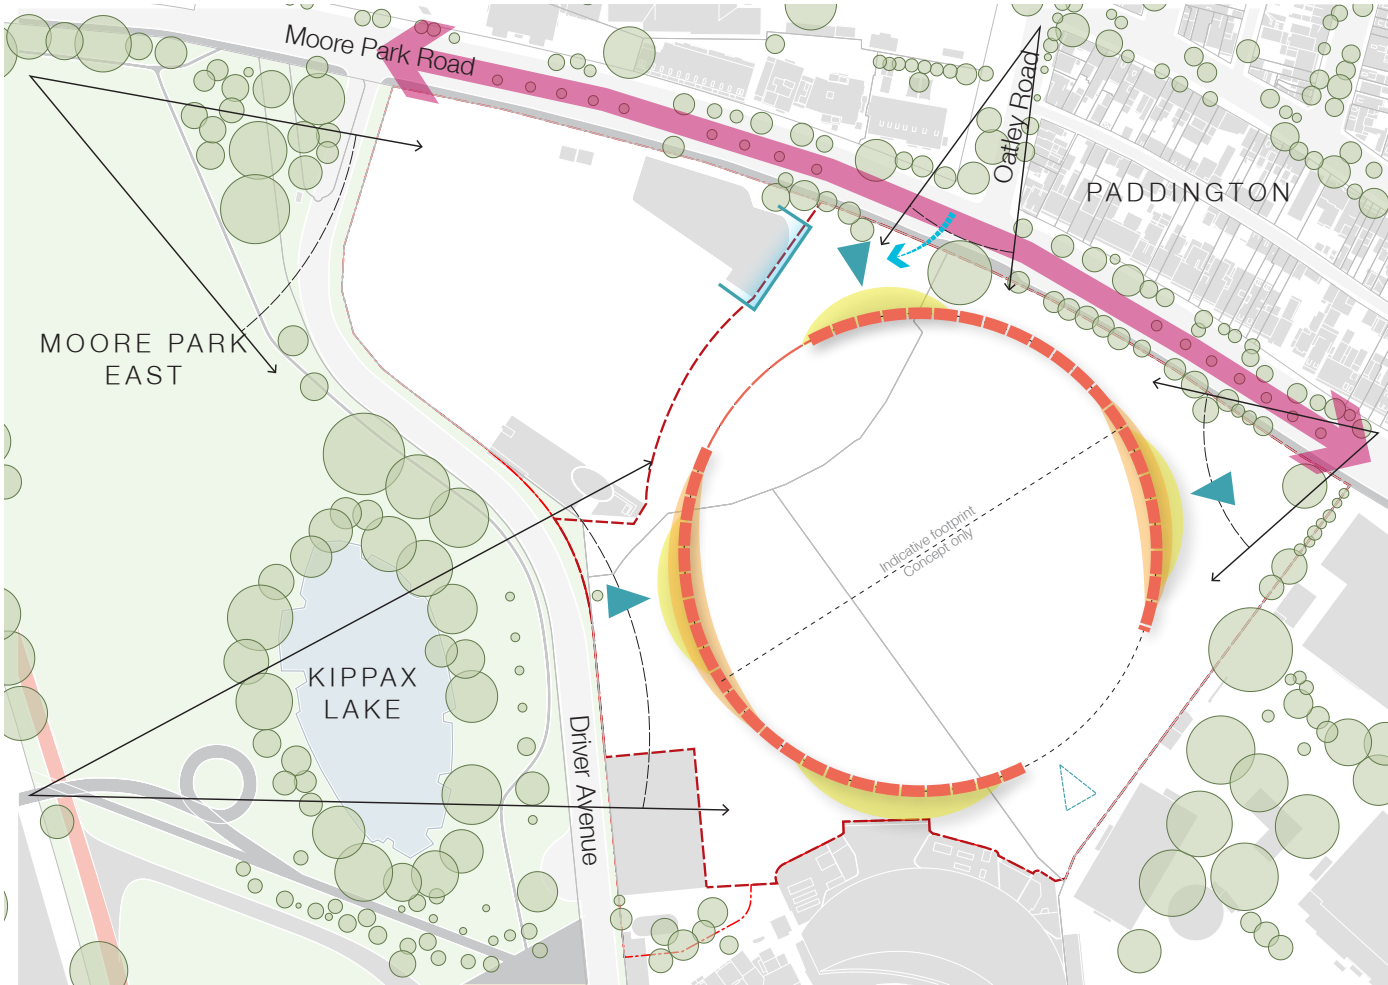 Moore Park Road
Oatley Road
PADDINGTON
MOORE PARK
EAST
Indicative footprint
Concept only
KIPPAX
LAKE
Driver Avenue